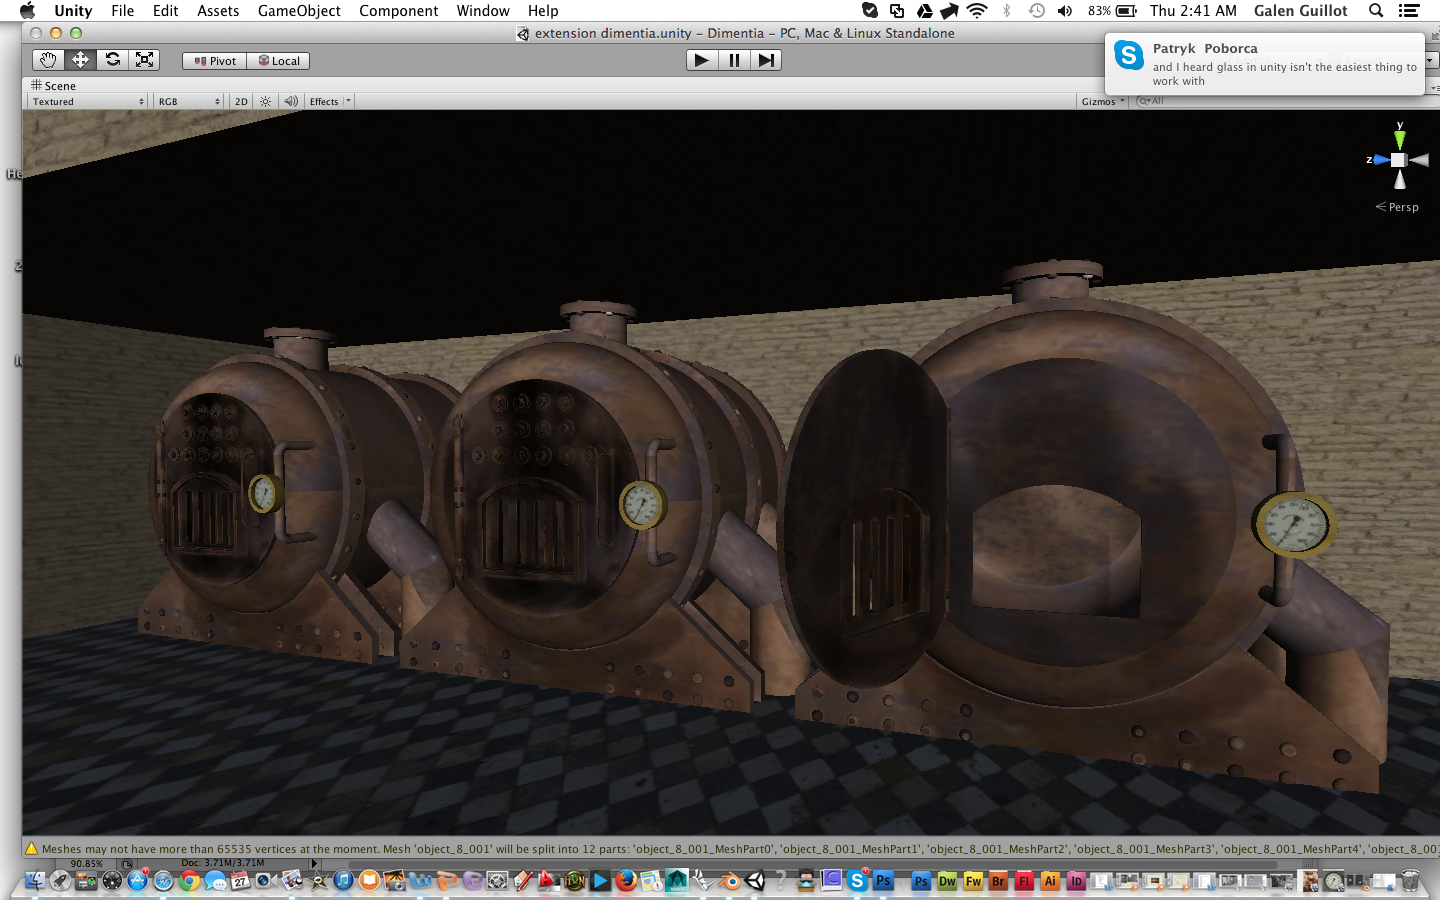 Unity File Edit Assets GameObject Component Window Help 83% Thu 2:41 AM Galen Guillot
extension dimentia.unity – Dimentia – PC, Mac & Linux Standalone
Patryk Poborca
and I heard glass in unity isn't the easiest thing to
work with
Pivot Local
Scene
Textured RGB 2D Effects Gizmos All
y
z
Persp
Meshes may not have more than 65535 vertices at the moment. Mesh 'object_8_001' will be split into 12 parts: 'object_8_001_MeshPart0', 'object_8_001_MeshPart1', 'object_8_001_MeshPart2', 'object_8_001_MeshPart3', 'object_8_001_MeshPart4', 'object_8_00
90.85% Doc: 3.71M/3.71M
27 Ps Ps Dw Fw Br Fl Ai Id